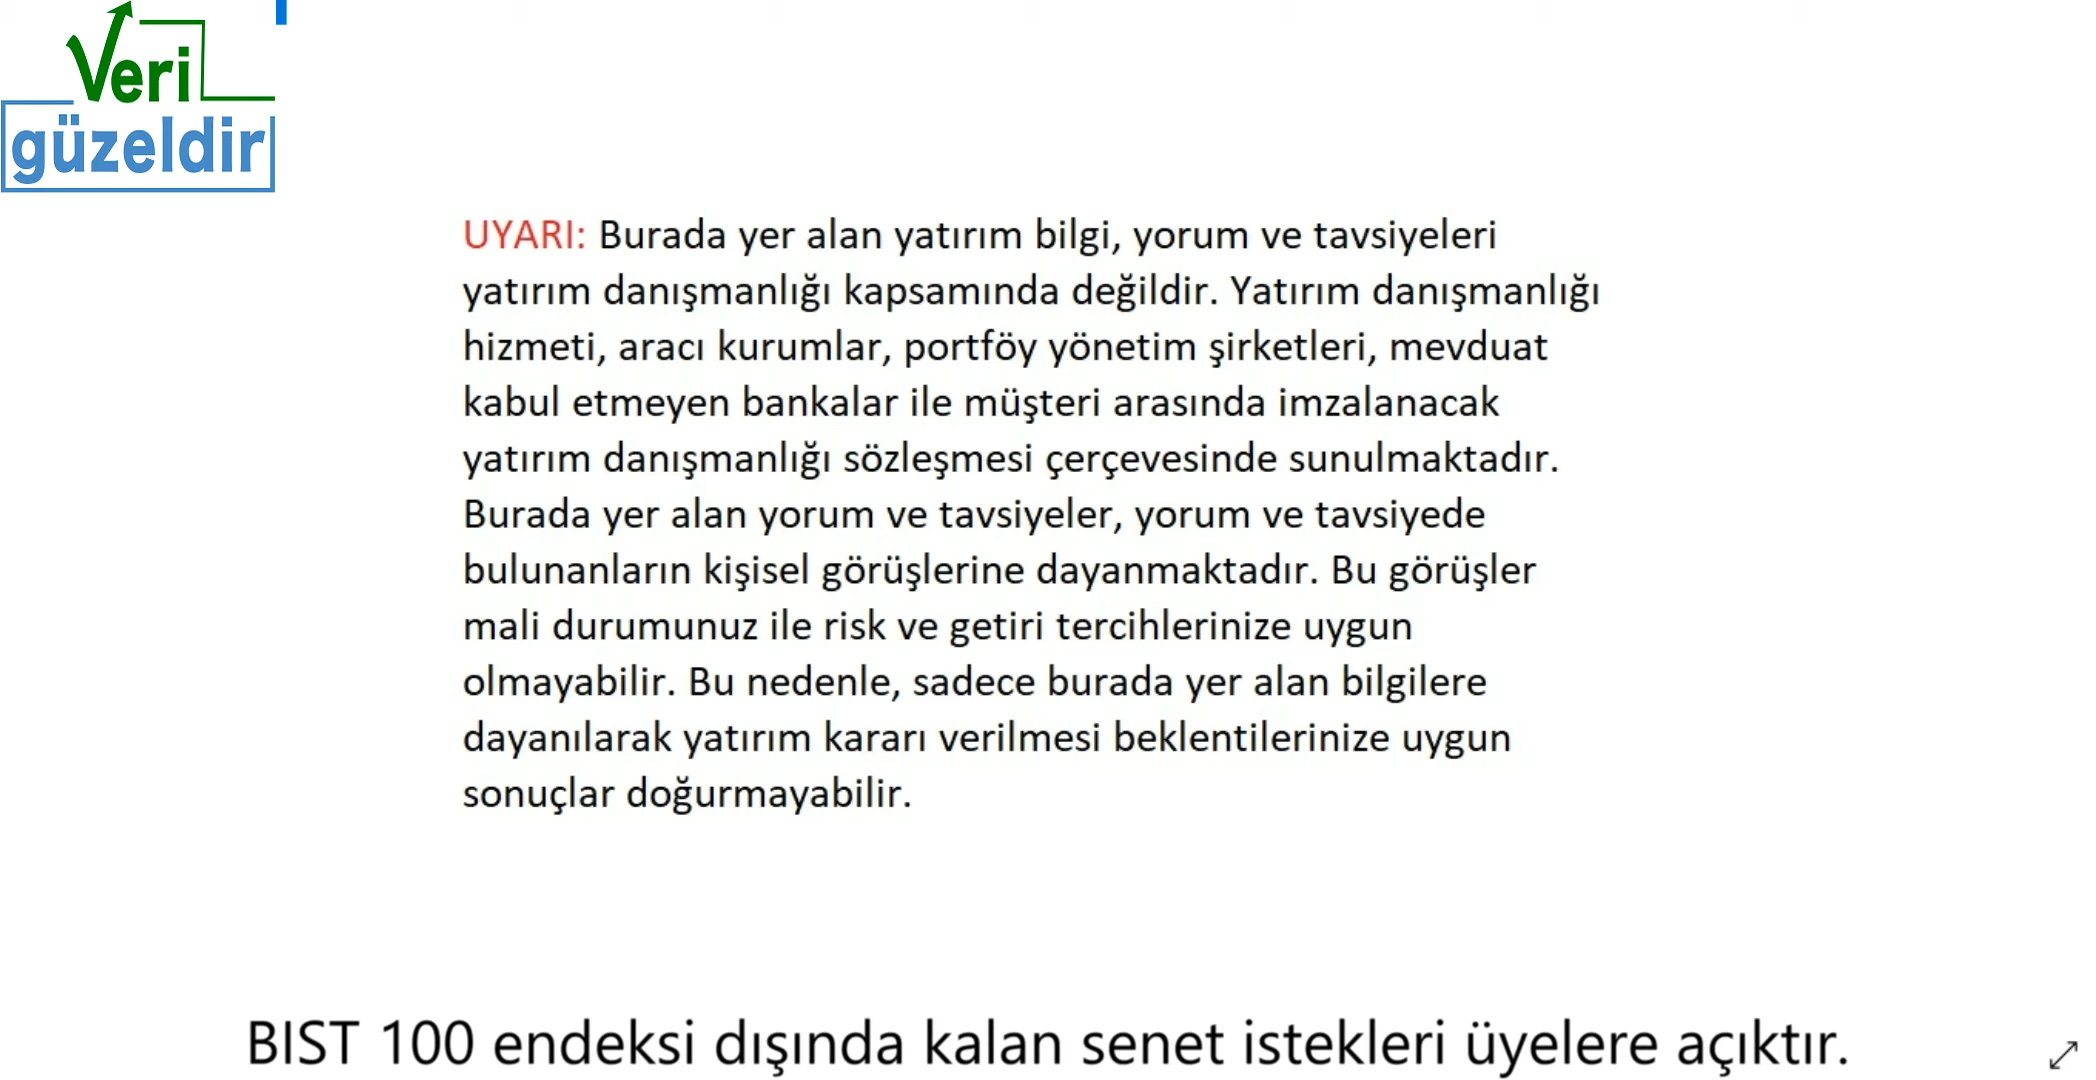 Veri
güzeldir
UYARI: Burada yer alan yatırım bilgi, yorum ve tavsiyeleri
yatırım danışmanlığı kapsamında değildir. Yatırım danışmanlığı
hizmeti, aracı kurumlar, portföy yönetim şirketleri, mevduat
kabul etmeyen bankalar ile müşteri arasında imzalanacak
yatırım danışmanlığı sözleşmesi çerçevesinde sunulmaktadır.
Burada yer alan yorum ve tavsiyeler, yorum ve tavsiyede
bulunanların kişisel görüşlerine dayanmaktadır. Bu görüşler
mali durumunuz ile risk ve getiri tercihlerinize uygun
olmayabilir. Bu nedenle, sadece burada yer alan bilgilere
dayanılarak yatırım kararı verilmesi beklentilerinize uygun
sonuçlar doğurmayabilir.
BIST 100 endeksi dışında kalan senet istekleri üyelere açıktır.